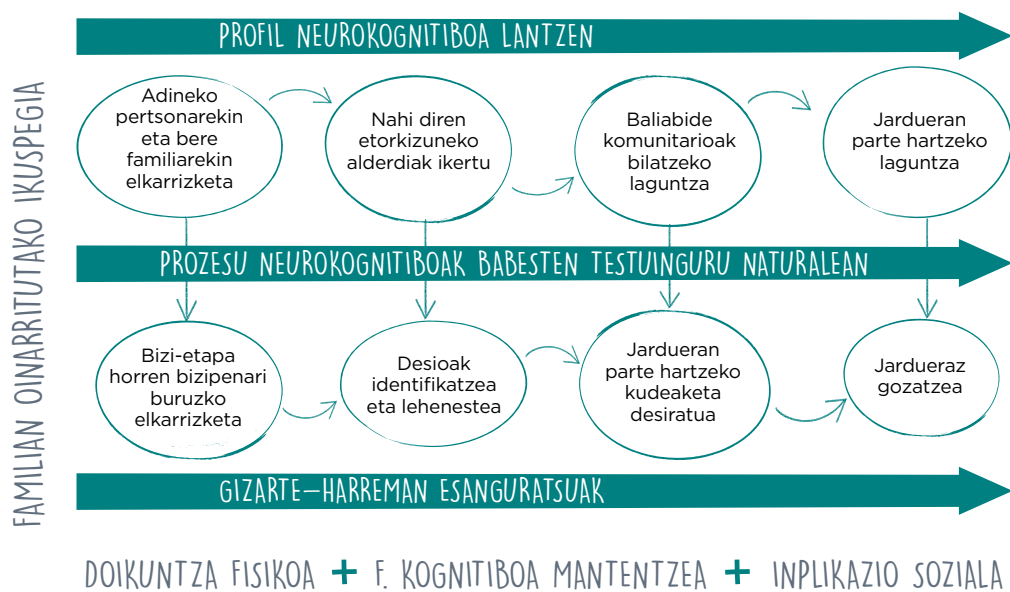 FAMILIAN OINARRITUTAKO IKUSPEGIA
PROFIL NEUROKOGNITIBOA LANTZEN
Adineko
pertsonarekin
eta bere
familiarekin
elkarrizketa
Nahi diren
etorkizuneko
alderdiak ikertu
Baliabide
komunitarioak
bilatzeko
laguntza
Jardueran
parte hartzeko
laguntza
PROZESU NEUROKOGNITIBOAK BABESTEN TESTUINGURU NATURALEAN
Bizi-etapa
horren bizipenari
buruzko
elkarrizketa
Desioak
identifikatzea
eta lehenestea
Jardueran
parte hartzeko
kudeaketa
desiratua
Jardueraz
gozatzea
GIZARTE-HARREMAN ESANGURATSUAK
DOIKUNTZA FISIKOA + F. KOGNITIBOA MANTENTZEA + INPLIKAZIO SOZIALA